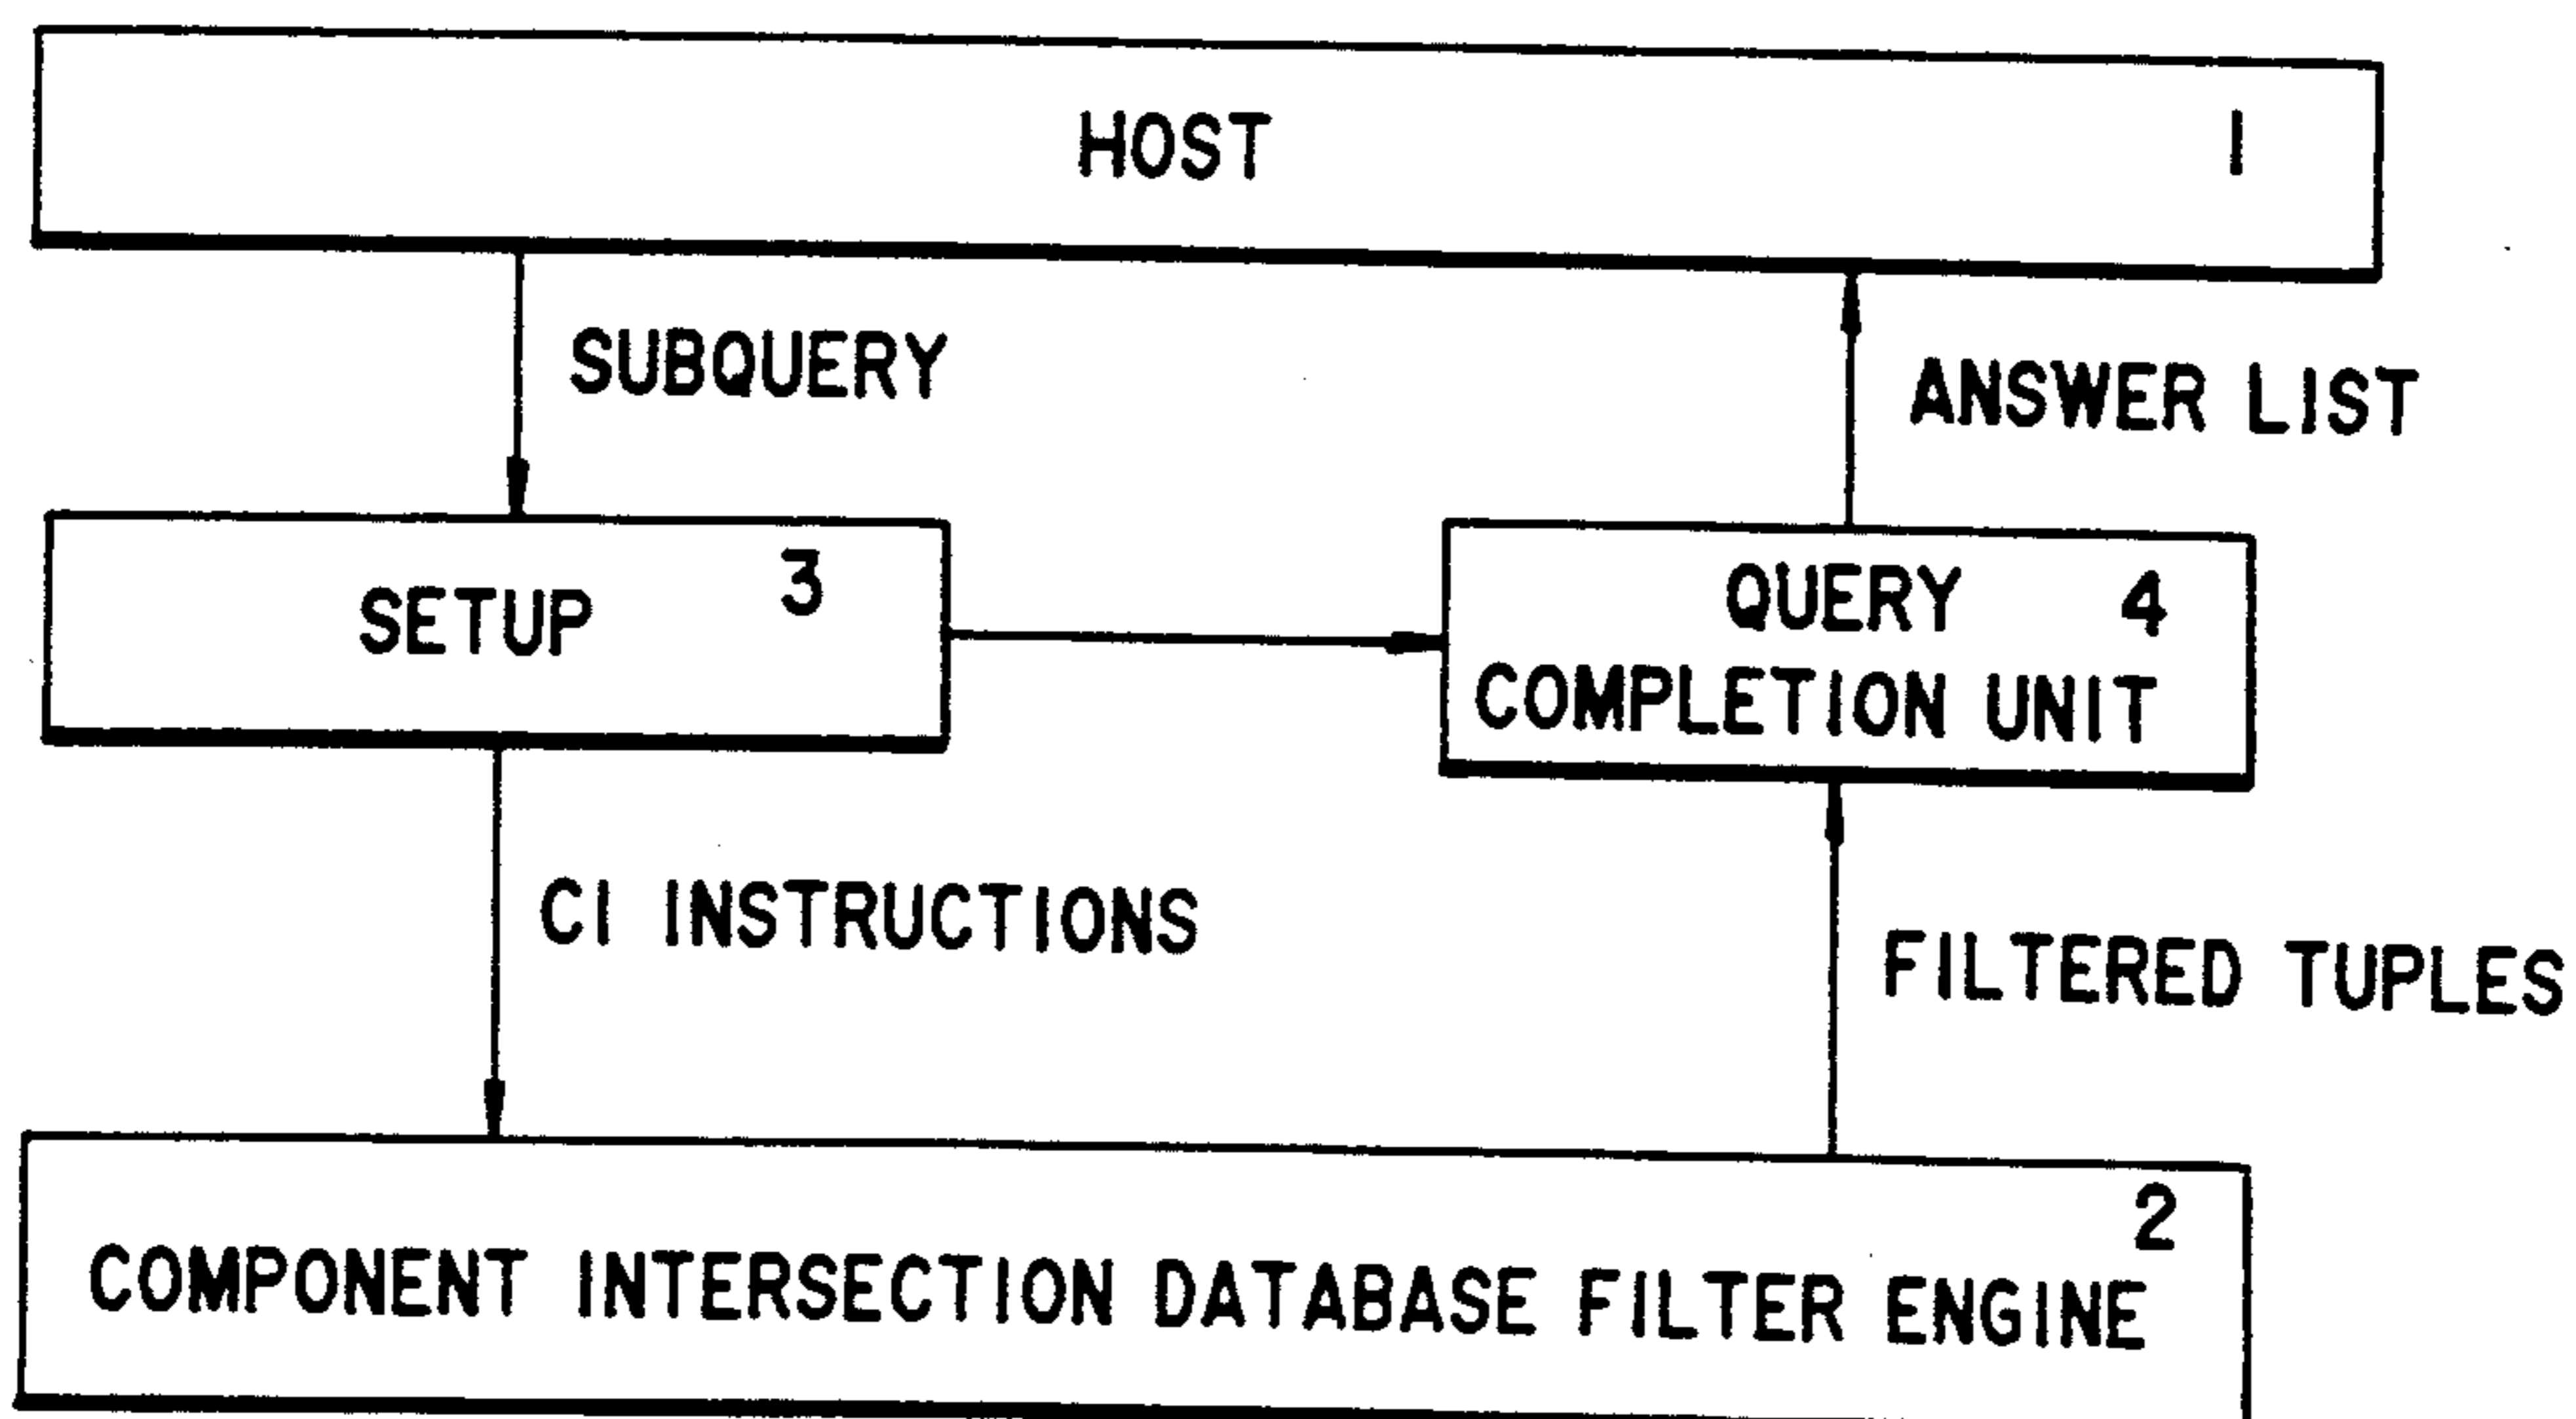 HOST 1
SUBQUERY
ANSWER LIST
SETUP 3
QUERY 4
COMPLETION UNIT
CI INSTRUCTIONS
FILTERED TUPLES
2
COMPONENT INTERSECTION DATABASE FILTER ENGINE